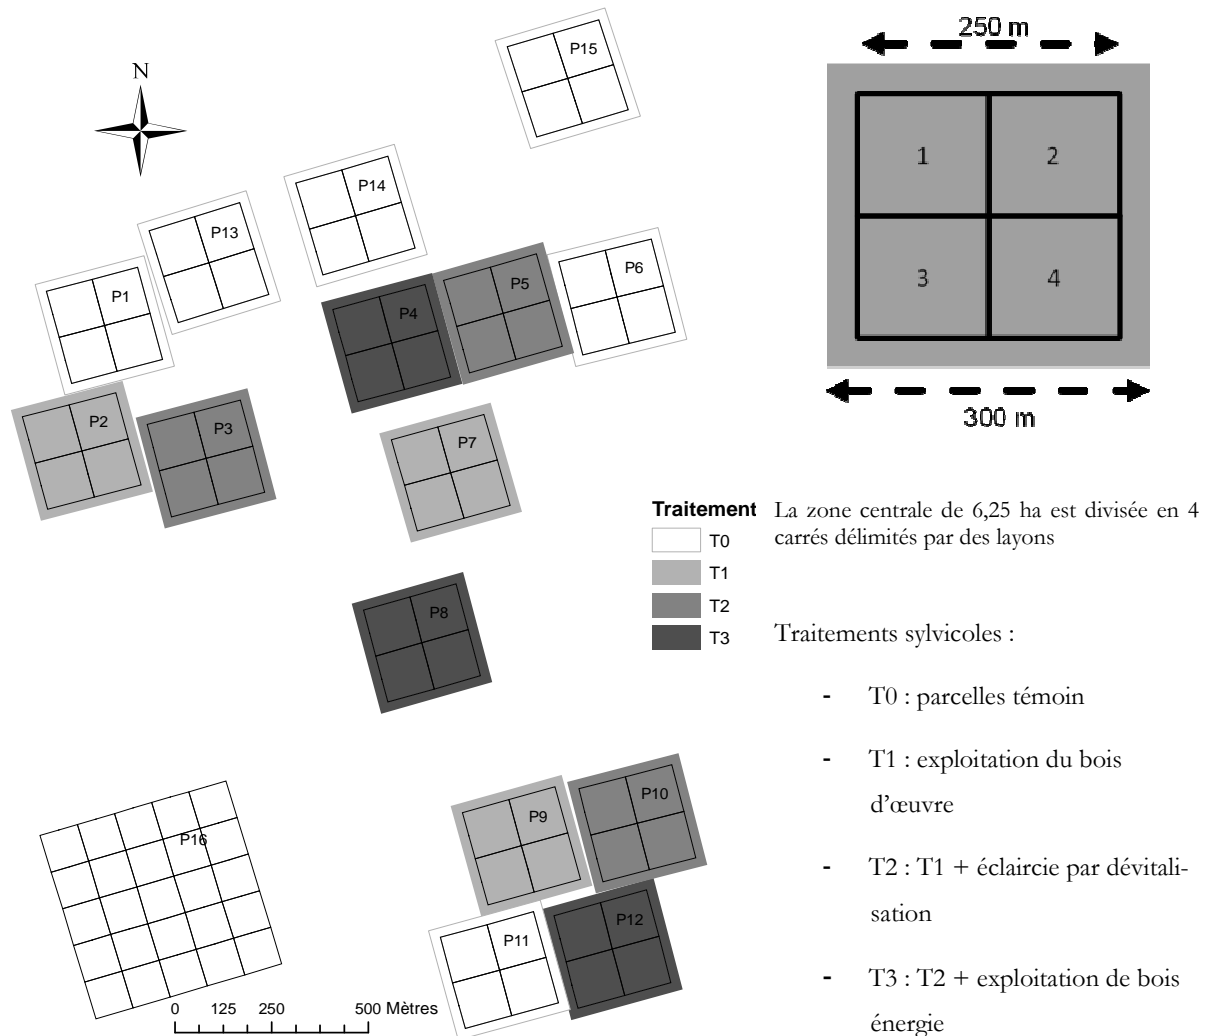 N
P15
P14
P13
P6
P1
P5
P4
P2
P3
P7
P8
P16
P9
P10
P11
P12
0 125 250 500 Mètres
250 m
1 2
3 4
300 m
Traitement
T0
T1
T2
T3
La zone centrale de 6,25 ha est divisée en 4
carrés délimités par des layons
Traitements sylvicoles :
- T0 : parcelles témoin
- T1 : exploitation du bois
d’œuvre
- T2 : T1 + éclaircie par dévitali-
sation
- T3 : T2 + exploitation de bois
énergie